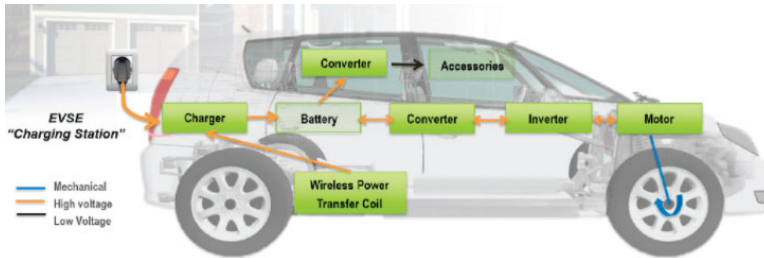 Converter
Accessories
EVSE
"Charging Station"
Charger
Battery
Converter
Inverter
Motor
Wireless Power
Transfer Coil
Mechanical
High voltage
Low Voltage